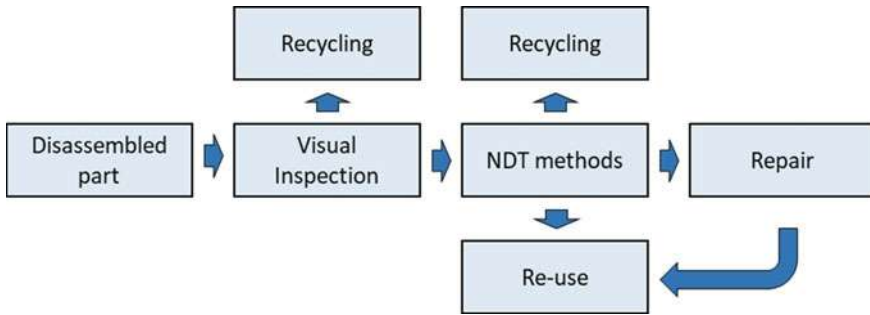 Recycling
Recycling
Disassembled
part
Visual
Inspection
NDT methods
Repair
Re-use